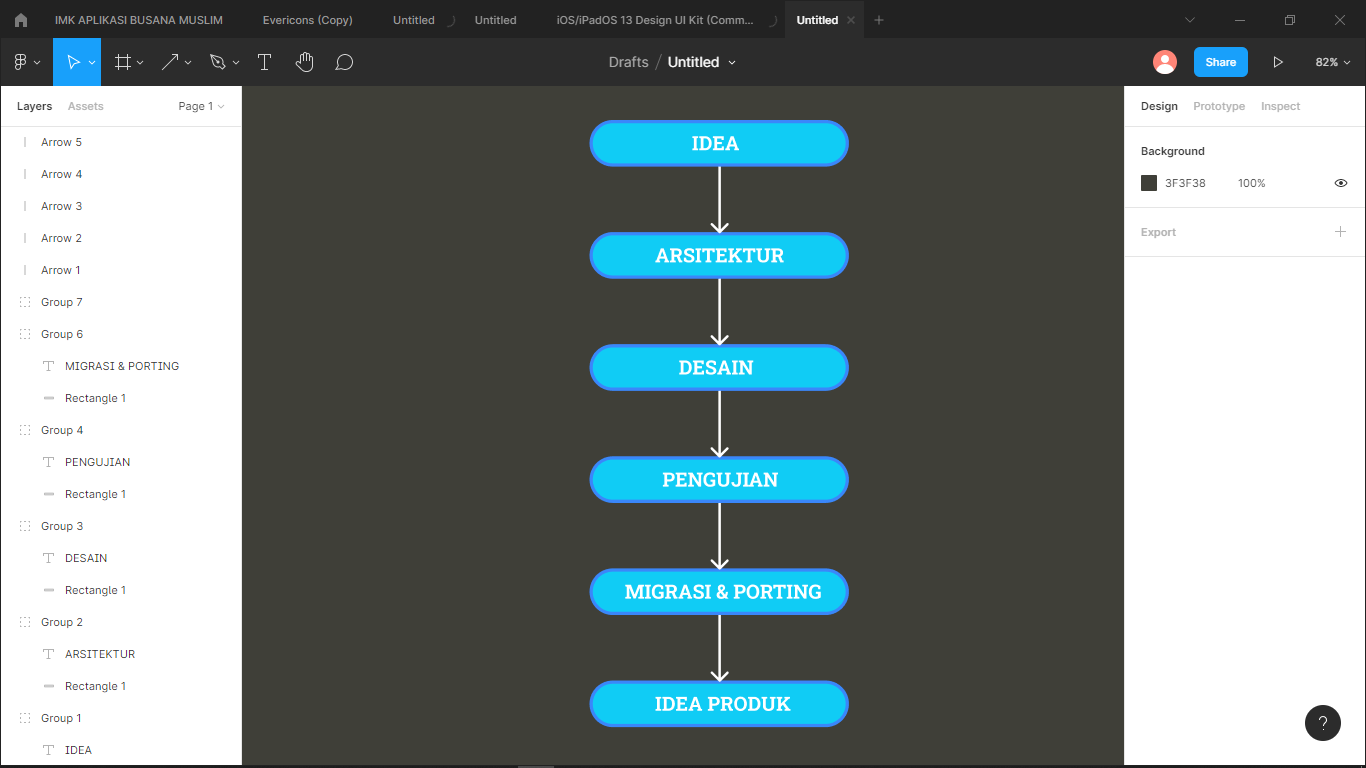 IMK APLIKASI BUSANA MUSLIM
Evericons (Copy)
Untitled
Untitled
iOS/iPadOS 13 Design UI Kit (Comm...
Untitled
Drafts / Untitled
Share
82%
Layers
Assets
Page 1
Arrow 5
Arrow 4
Arrow 3
Arrow 2
Arrow 1
Group 7
Group 6
MIGRASI & PORTING
Rectangle 1
Group 4
PENGUJIAN
Rectangle 1
Group 3
DESAIN
Rectangle 1
Group 2
ARSITEKTUR
Rectangle 1
Group 1
IDEA
IDEA
ARSITEKTUR
DESAIN
PENGUJIAN
MIGRASI & PORTING
IDEA PRODUK
Design
Prototype
Inspect
Background
3F3F38
100%
Export
?